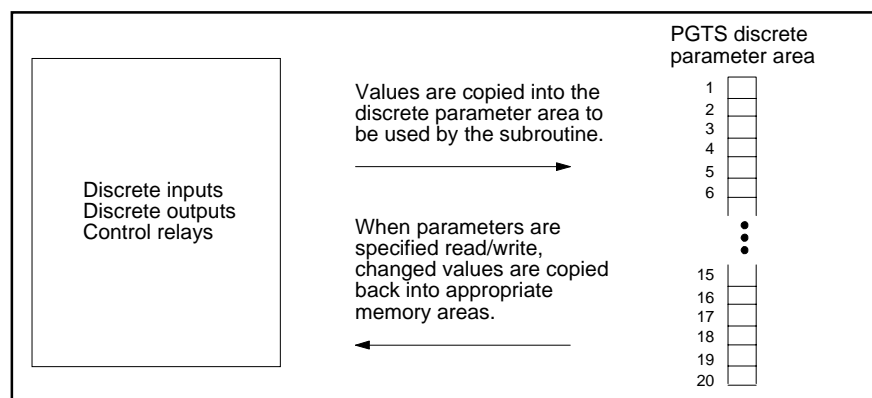 PGTS discrete
parameter area
Values are copied into the
discrete parameter area to
be used by the subroutine.
Discrete inputs
Discrete outputs
Control relays
When parameters are
specified read/write,
changed values are copied
back into appropriate
memory areas.
1
2
3
4
5
6
15
16
17
18
19
20